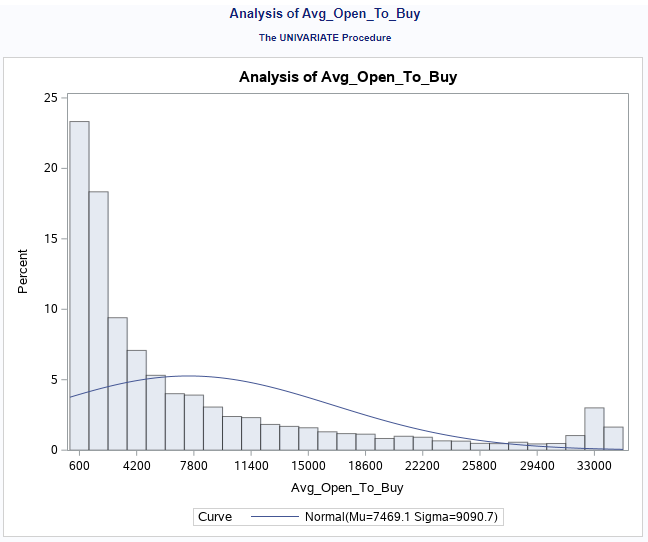 Analysis of Avg_Open_To_Buy
The UNIVARIATE Procedure
Analysis of Avg_Open_To_Buy
25
20
15
10
5
0
Percent
600 4200 7800 11400 15000 18600 22200 25800 29400 33000
Avg_Open_To_Buy
Curve Normal(Mu=7469.1 Sigma=9090.7)